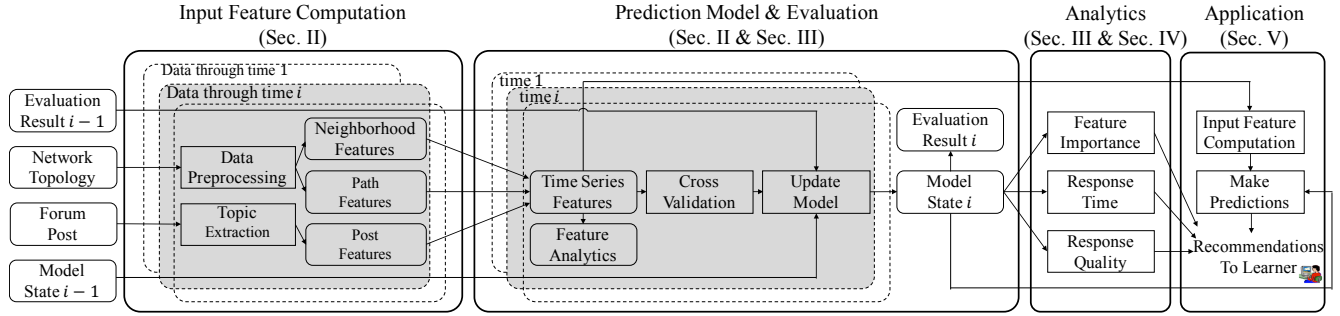 Input Feature Computation
(Sec. II)
Prediction Model & Evaluation
(Sec. II & Sec. III)
Analytics
(Sec. III & Sec. IV)
Application
(Sec. V)
Evaluation
Result i − 1
Network
Topology
Forum
Post
Model
State i − 1
Data through time 1
Data through time i
Data
Preprocessing
Topic
Extraction
Neighborhood
Features
Path
Features
Post
Features
time 1
time i
Time Series
Features
Feature
Analytics
Cross
Validation
Update
Model
Evaluation
Result i
Model
State i
Feature
Importance
Response
Time
Response
Quality
Input Feature
Computation
Make
Predictions
Recommendations
To Learner